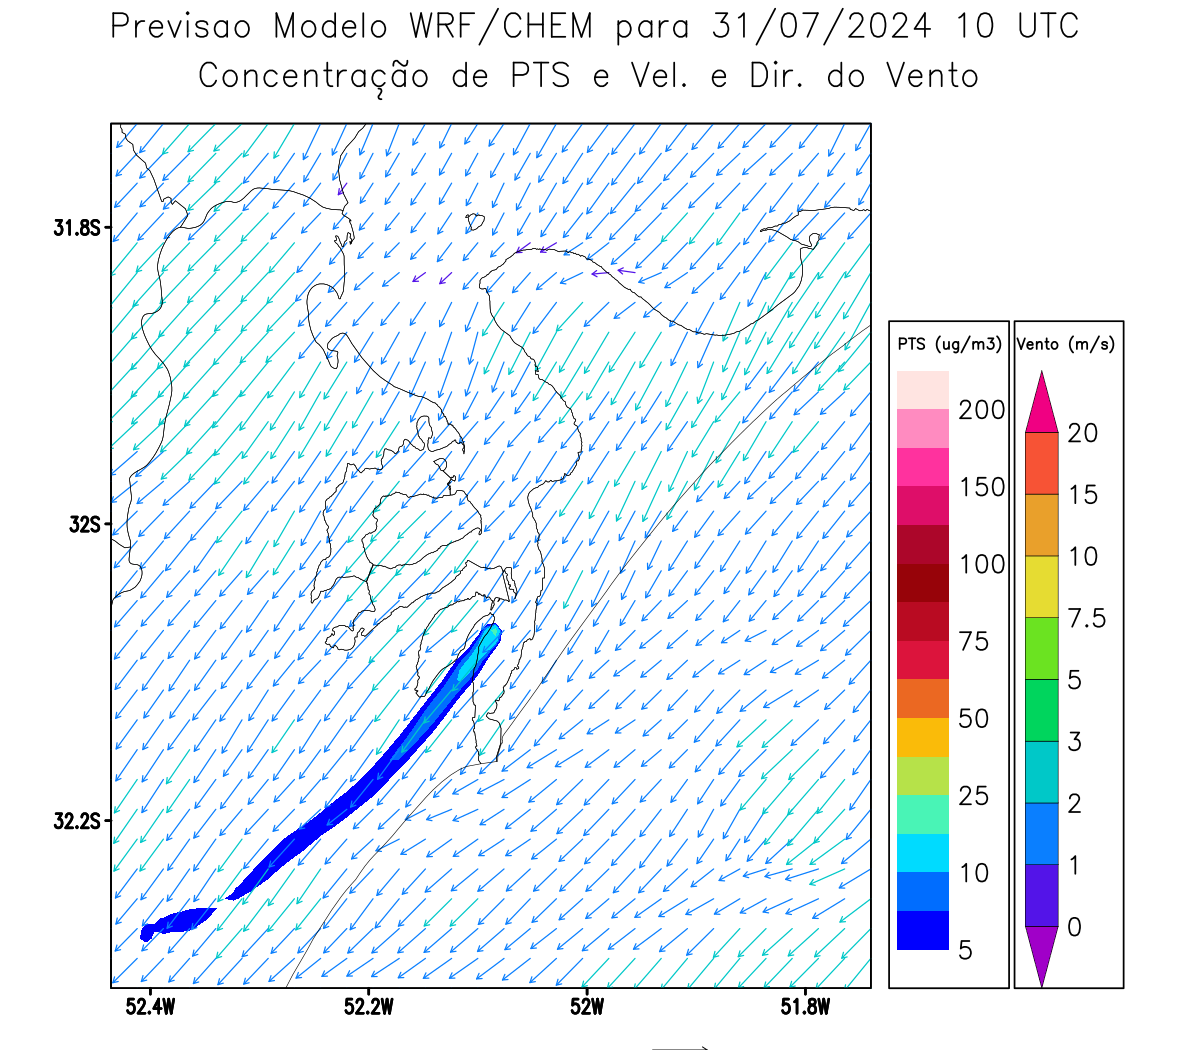 Previsao Modelo WRF/CHEM para 31/07/2024 10 UTC
Concentração de PTS e Vel. e Dir. do Vento
31.8S
32S
32.2S
52.4W
52.2W
52W
51.8W
PTS (ug/m3)
200
150
100
75
50
25
10
5
Vento (m/s)
20
15
10
7.5
5
3
2
1
0